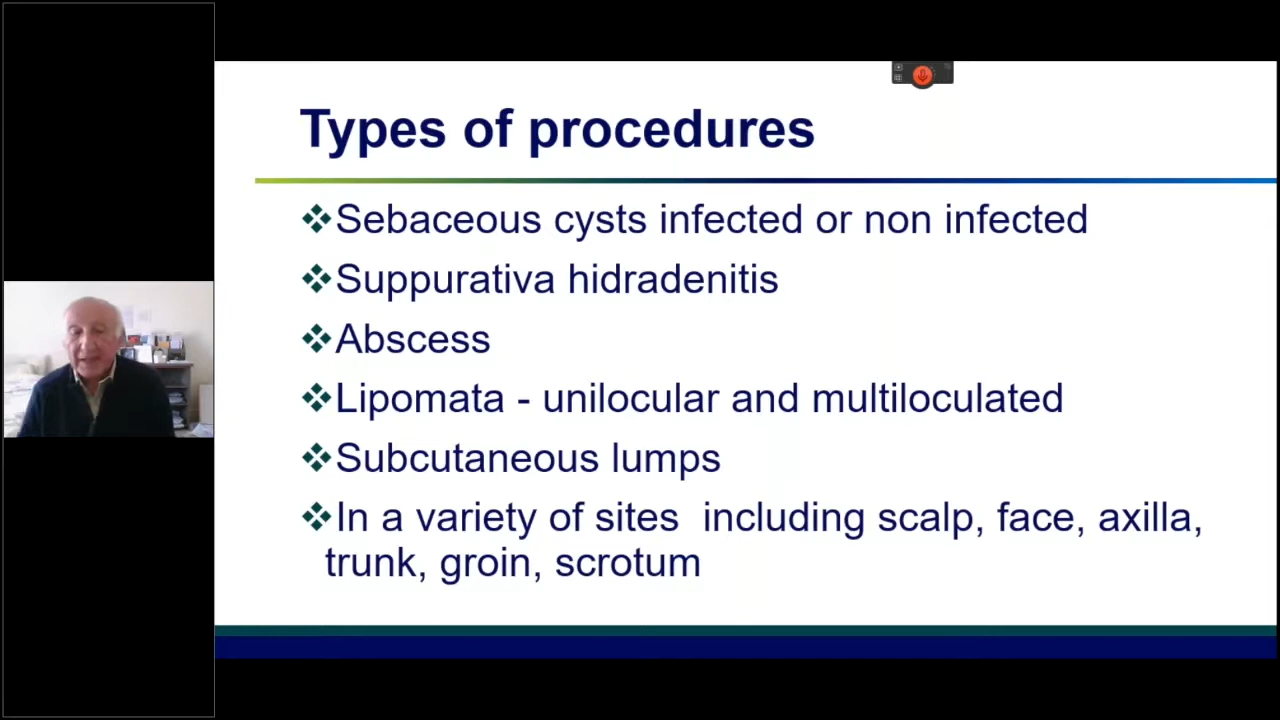 Types of procedures
❖Sebaceous cysts infected or non infected
❖Suppurativa hidradenitis
❖Abscess
❖Lipomata - unilocular and multiloculated
❖Subcutaneous lumps
❖In a variety of sites  including scalp, face, axilla,
trunk, groin, scrotum